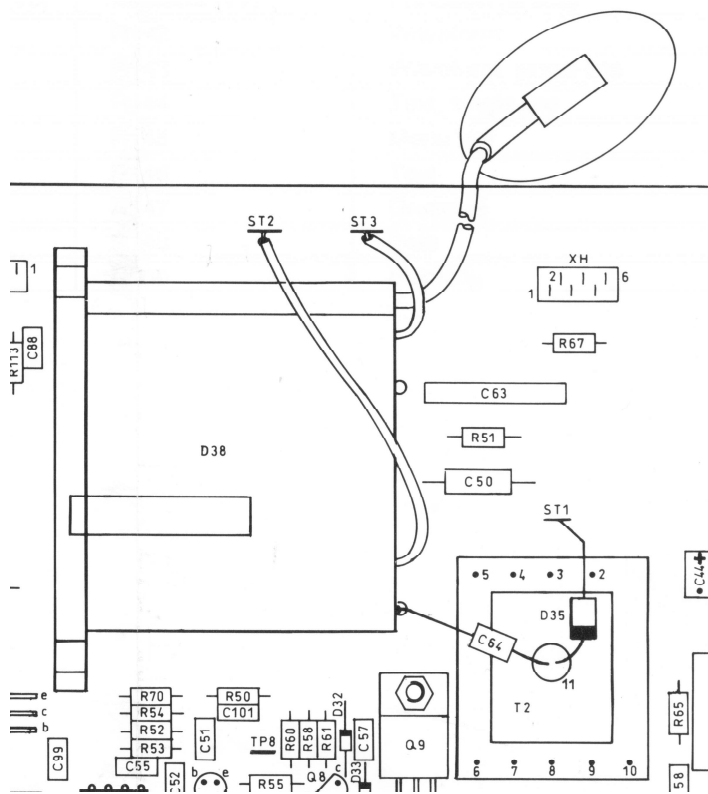 ST2
ST3
XH
1
2
6
1
R113
C88
R67
C63
R51
D38
C50
ST1
5
4
3
2
C44
D35
C64
11
T2
e
c
b
R70
R50
R54
C101
R52
R53
C51
TP8
R60
R58
R61
D32
C57
Q9
R65
C99
C55
C52
b
e
R55
Q8
c
D33
6
7
8
9
10
58